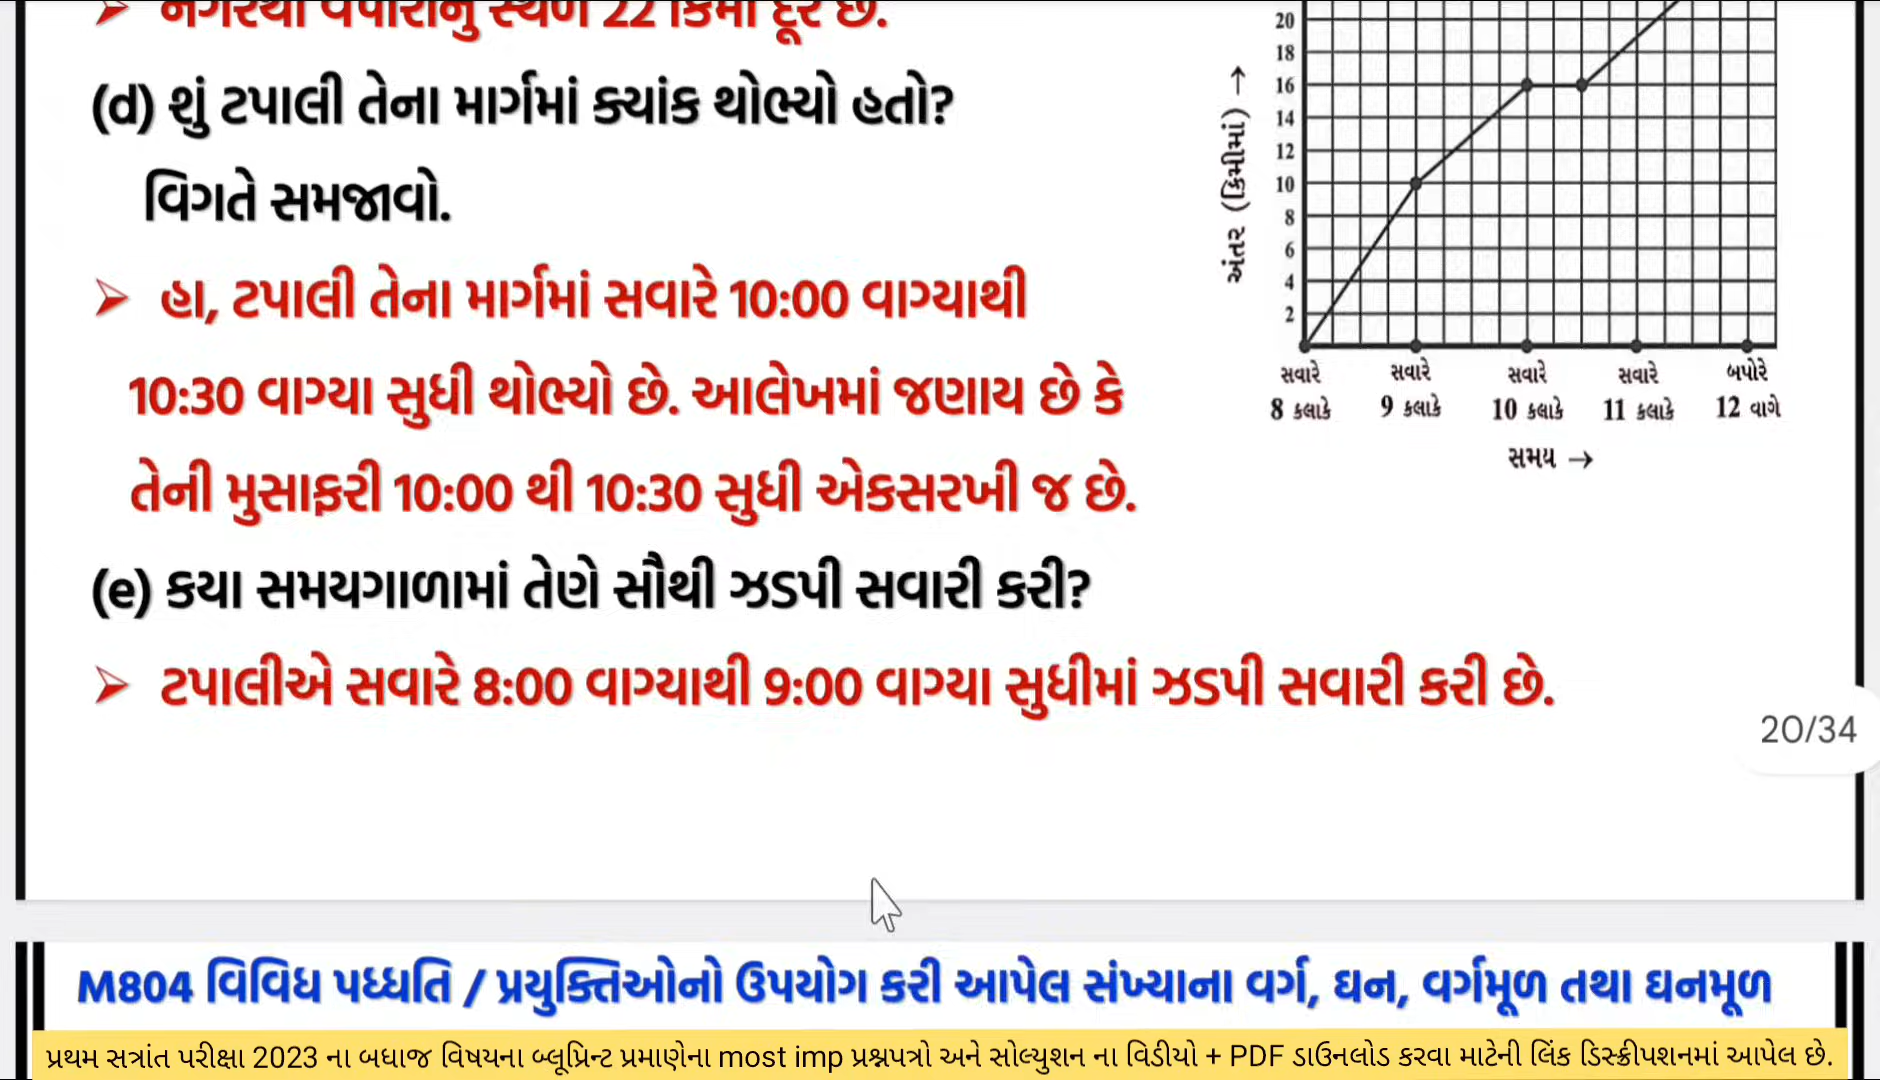 નગરથી વેપારીનું સ્થળ 22 કિમી દૂર છે.
(d) શું ટપાલી તેના માર્ગમાં ક્યાંક થોભ્યો હતો?
વિગતે સમજાવો.
➢ હા, ટપાલી તેના માર્ગમાં સવારે 10:00 વાગ્યાથી
10:30 વાગ્યા સુધી થોભ્યો છે. આલેખમાં જણાય છે કે
તેની મુસાફરી 10:00 થી 10:30 સુધી એકસરખી જ છે.
(e) કયા સમયગાળામાં તેણે સૌથી ઝડપી સવારી કરી?
➢ ટપાલીએ સવારે 8:00 વાગ્યાથી 9:00 વાગ્યા સુધીમાં ઝડપી સવારી કરી છે.
અંતર (કિમીમાં) →
20
18
16
14
12
10
8
6
4
2
સવારે સવારે સવારે સવારે બપોરે
8 કલાકે 9 કલાકે 10 કલાકે 11 કલાકે 12 વાગે
સમય →
20/34
M804 વિવિધ પધ્ધતિ / પ્રયુક્તિઓનો ઉપયોગ કરી આપેલ સંખ્યાના વર્ગ, ઘન, વર્ગમૂળ તથા ઘનમૂળ
પ્રથમ સત્રાંત પરીક્ષા 2023 ના બધાજ વિષયના બ્લૂપ્રિન્ટ પ્રમાણેના most imp પ્રશ્નપત્રો અને સોલ્યુશન ના વિડીયો + PDF ડાઉનલોડ કરવા માટેની લિંક ડિસ્ક્રીપશનમાં આપેલ છે.